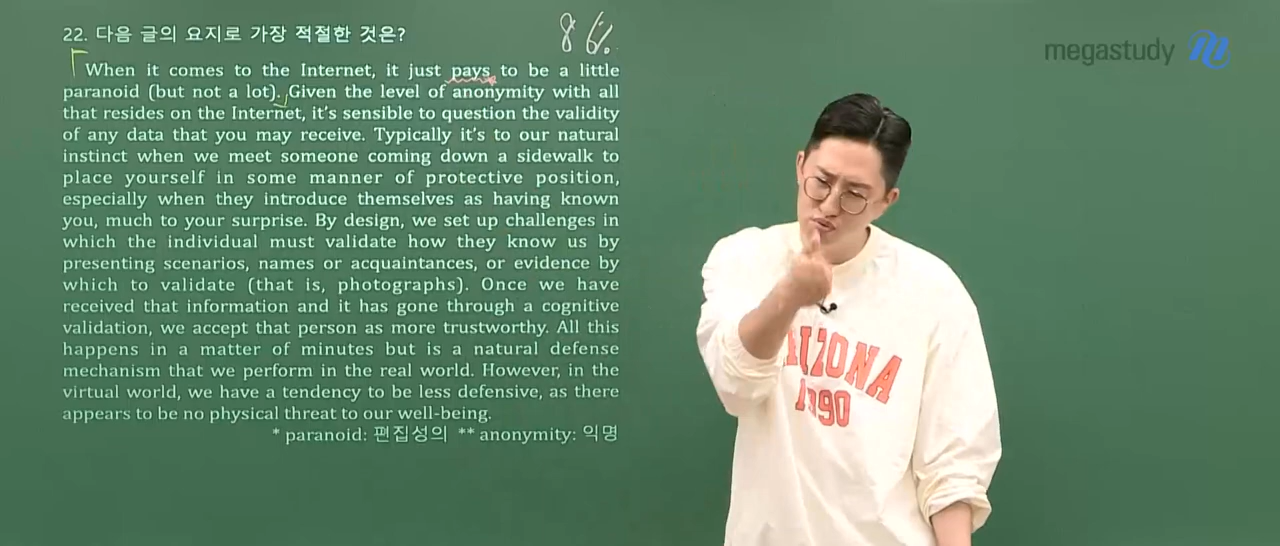 22. 다음 글의 요지로 가장 적절한 것은?
86%
megastudy
When it comes to the Internet, it just pays to be a little
paranoid (but not a lot). Given the level of anonymity with all
that resides on the Internet, it's sensible to question the validity
of any data that you may receive. Typically it's to our natural
instinct when we meet someone coming down a sidewalk to
place yourself in some manner of protective position,
especially when they introduce themselves as having known
you, much to your surprise. By design, we set up challenges in
which the individual must validate how they know us by
presenting scenarios, names or acquaintances, or evidence by
which to validate (that is, photographs). Once we have
received that information and it has gone through a cognitive
validation, we accept that person as more trustworthy. All this
happens in a matter of minutes but is a natural defense
mechanism that we perform in the real world. However, in the
virtual world, we have a tendency to be less defensive, as there
appears to be no physical threat to our well-being.
* paranoid: 편집성의 ** anonymity: 익명
ARIZONA
1990